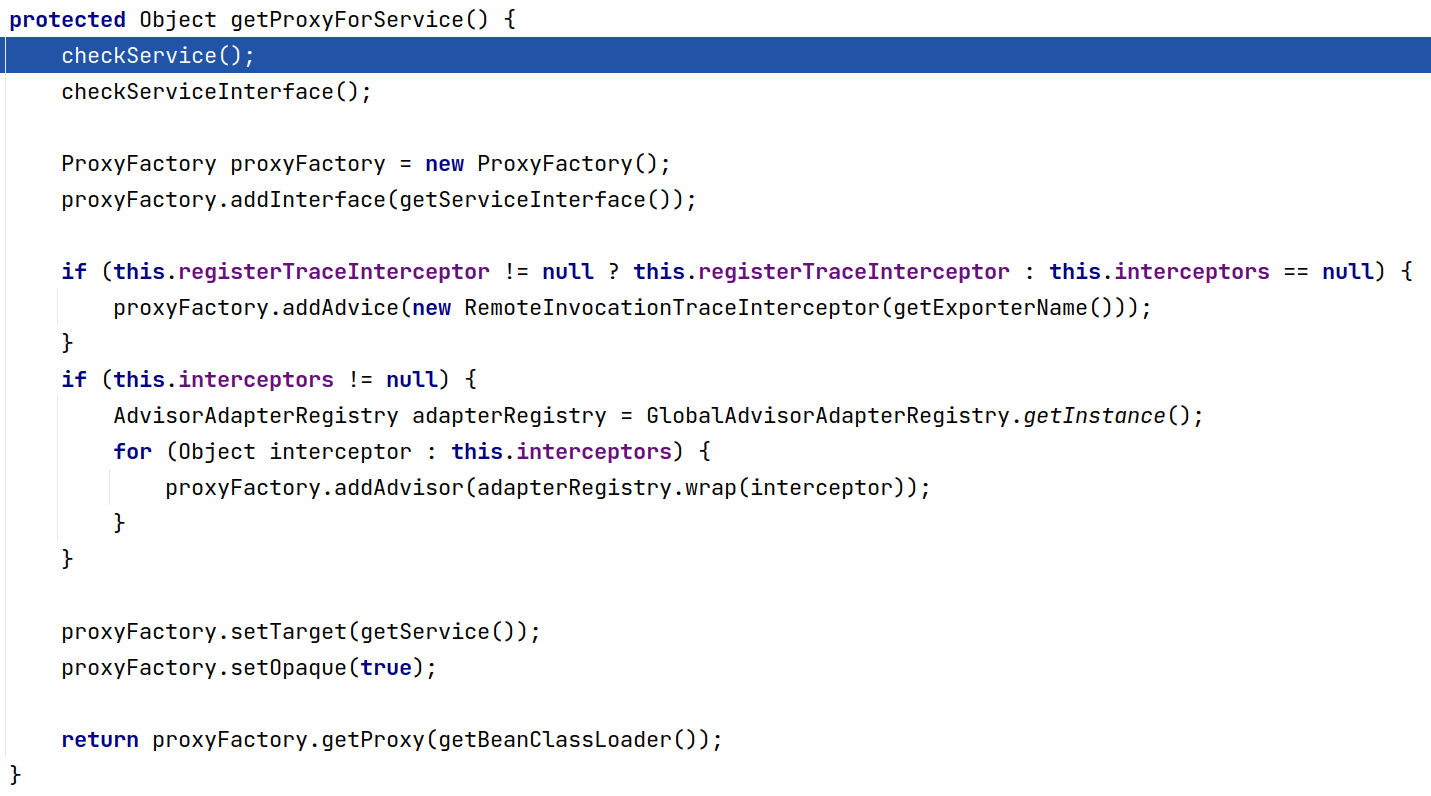 protected Object getProxyForService() {
    checkService();
    checkServiceInterface();

    ProxyFactory proxyFactory = new ProxyFactory();
    proxyFactory.addInterface(getServiceInterface());

    if (this.registerTraceInterceptor != null ? this.registerTraceInterceptor : this.interceptors == null) {
        proxyFactory.addAdvice(new RemoteInvocationTraceInterceptor(getExporterName()));
    }
    if (this.interceptors != null) {
        AdvisorAdapterRegistry adapterRegistry = GlobalAdvisorAdapterRegistry.getInstance();
        for (Object interceptor : this.interceptors) {
            proxyFactory.addAdvisor(adapterRegistry.wrap(interceptor));
        }
    }

    proxyFactory.setTarget(getService());
    proxyFactory.setOpaque(true);

    return proxyFactory.getProxy(getBeanClassLoader());
}